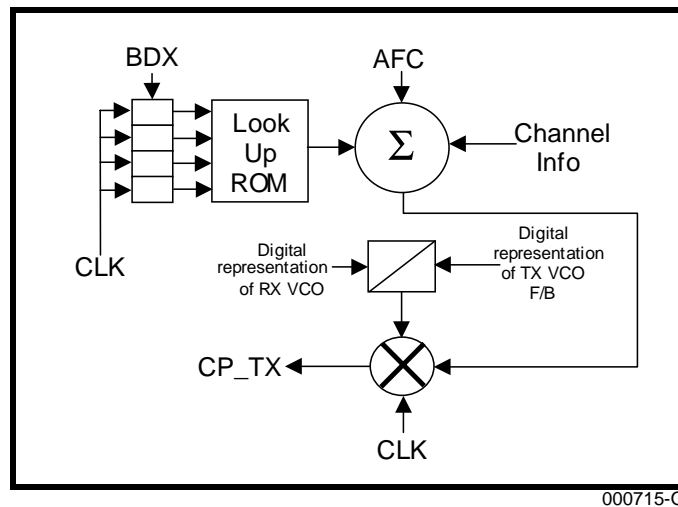 BDX
AFC
Look
Up
ROM
Σ
Channel
Info
CLK
Digital
representation
of RX VCO
Digital
representation
of TX VCO
F/B
CP_TX
CLK